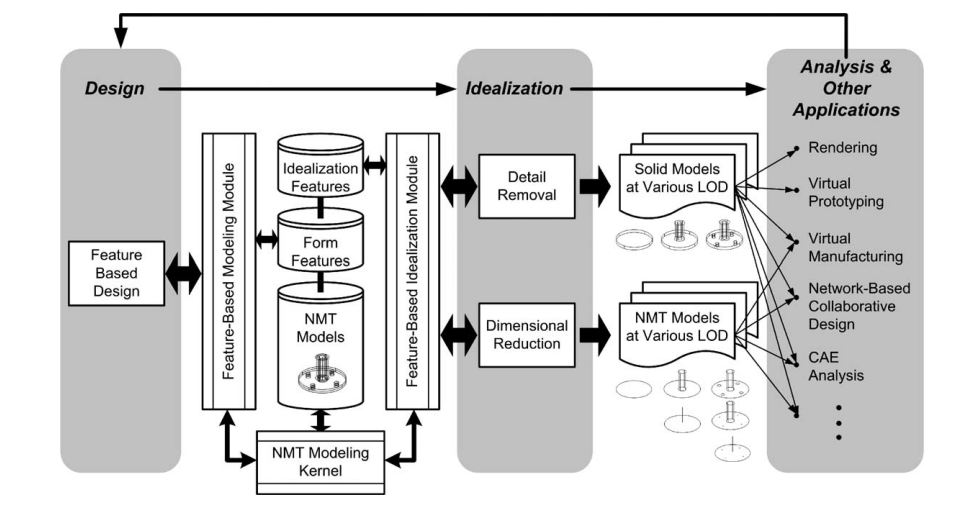 Design
Idealization
Analysis &
Other
Applications
Feature
Based
Design
Feature-Based Modeling Module
Idealization
Features
Form
Features
NMT
Models
NMT Modeling
Kernel
Feature-Based Idealization Module
Detail
Removal
Dimensional
Reduction
Solid Models
at Various LOD
NMT Models
at Various LOD
Rendering
Virtual
Prototyping
Virtual
Manufacturing
Network-Based
Collaborative
Design
CAE
Analysis